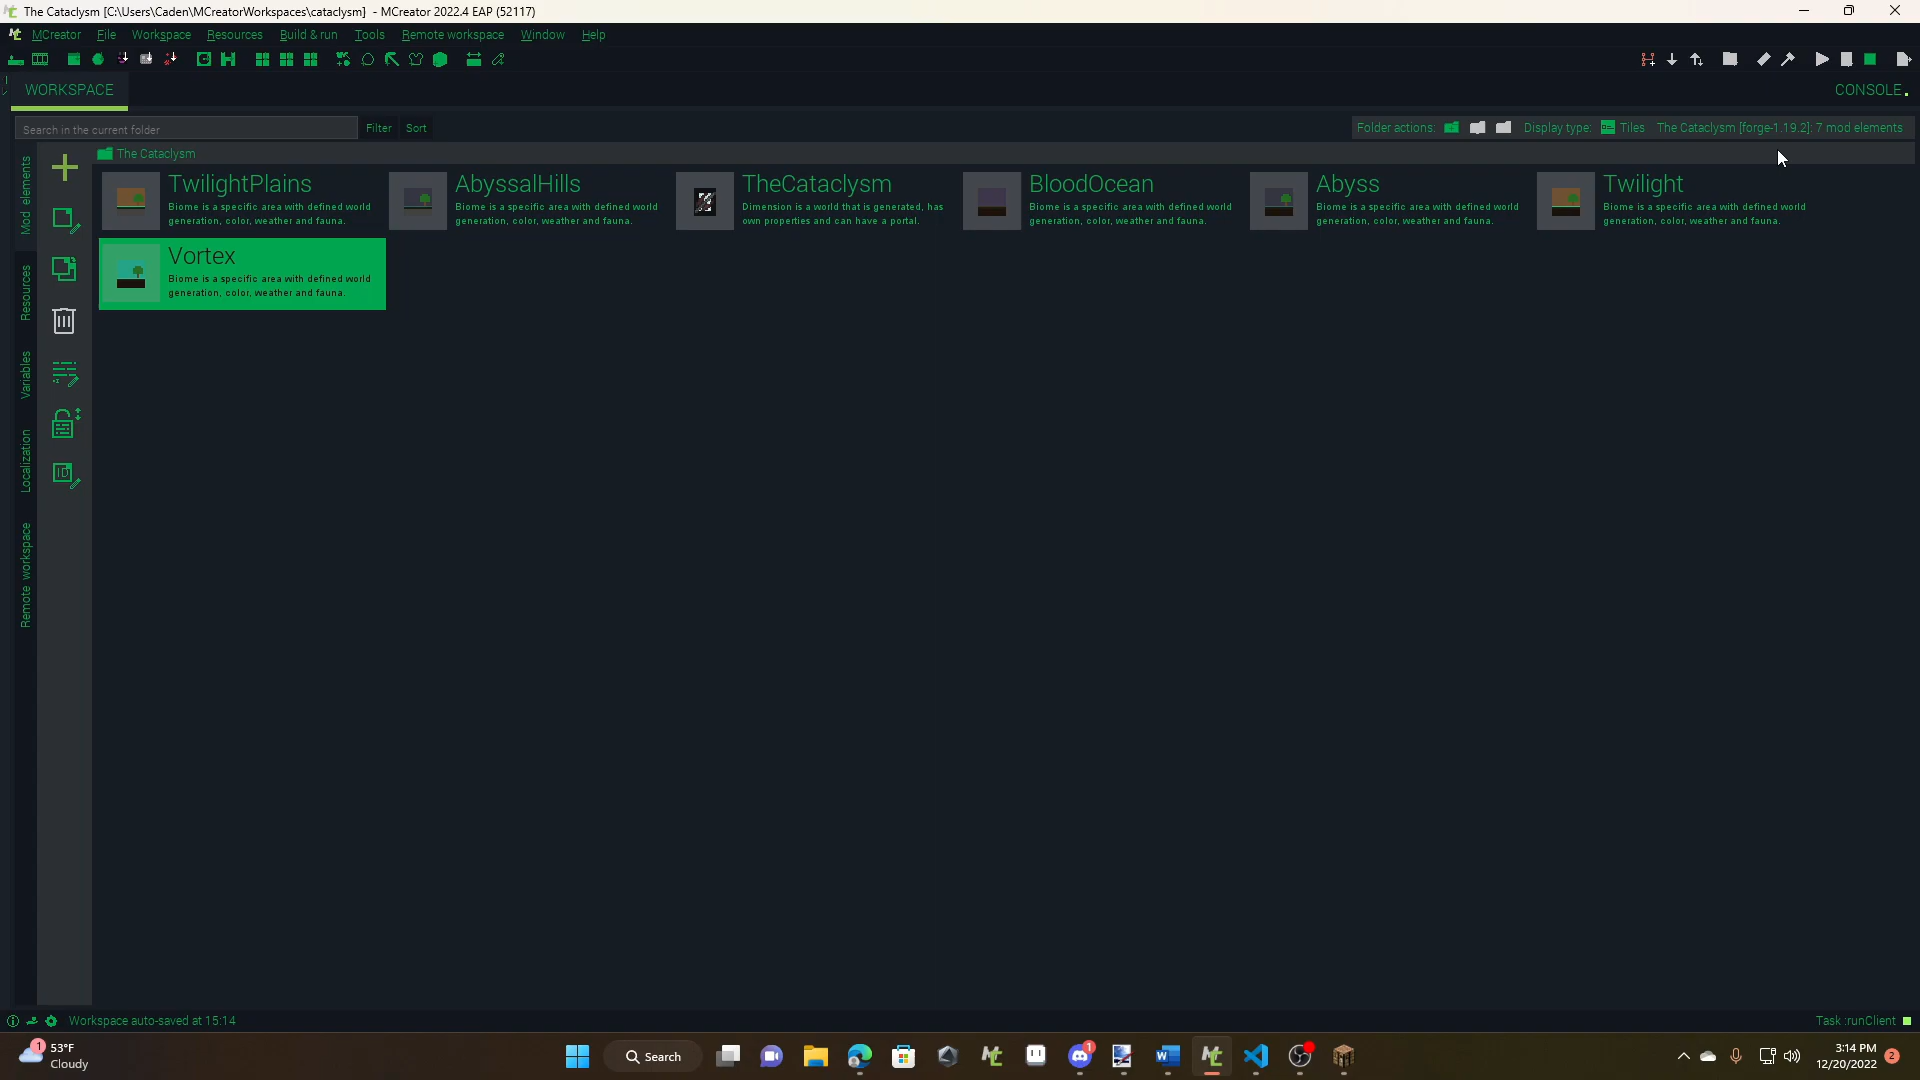 The Cataclysm [C:\Users\Caden\MCreatorWorkspaces\cataclysm] - MCreator 2022.4 EAP (52117)
MCreator File Workspace Resources Build & run Tools Remote workspace Window Help
WORKSPACE CONSOLE
Search in the current folder Filter Sort Folder actions: Display type: Tiles The Cataclysm [forge-1.19.2]: 7 mod elements
The Cataclysm
Mod elements
Resources
Variables
Localization
Remote workspace
TwilightPlains
Biome is a specific area with defined world
generation, color, weather and fauna.
AbyssalHills
Biome is a specific area with defined world
generation, color, weather and fauna.
TheCataclysm
Dimension is a world that is generated, has
own properties and can have a portal.
BloodOcean
Biome is a specific area with defined world
generation, color, weather and fauna.
Abyss
Biome is a specific area with defined world
generation, color, weather and fauna.
Twilight
Biome is a specific area with defined world
generation, color, weather and fauna.
Vortex
Biome is a specific area with defined world
generation, color, weather and fauna.
Workspace auto-saved at 15:14 Task :runClient
1 53°F
Cloudy
Search
1
3:14 PM
12/20/2022
2